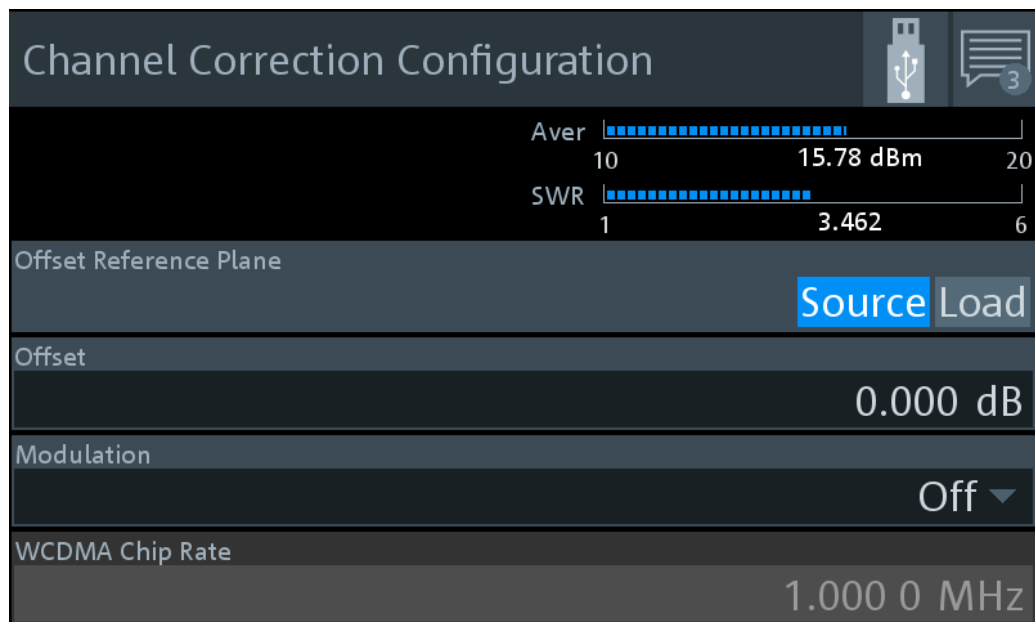 Channel Correction Configuration
3
Aver
10 15.78 dBm 20
SWR
1 3.462 6
Offset Reference Plane
Source Load
Offset
0.000 dB
Modulation
Off
WCDMA Chip Rate
1.000 0 MHz